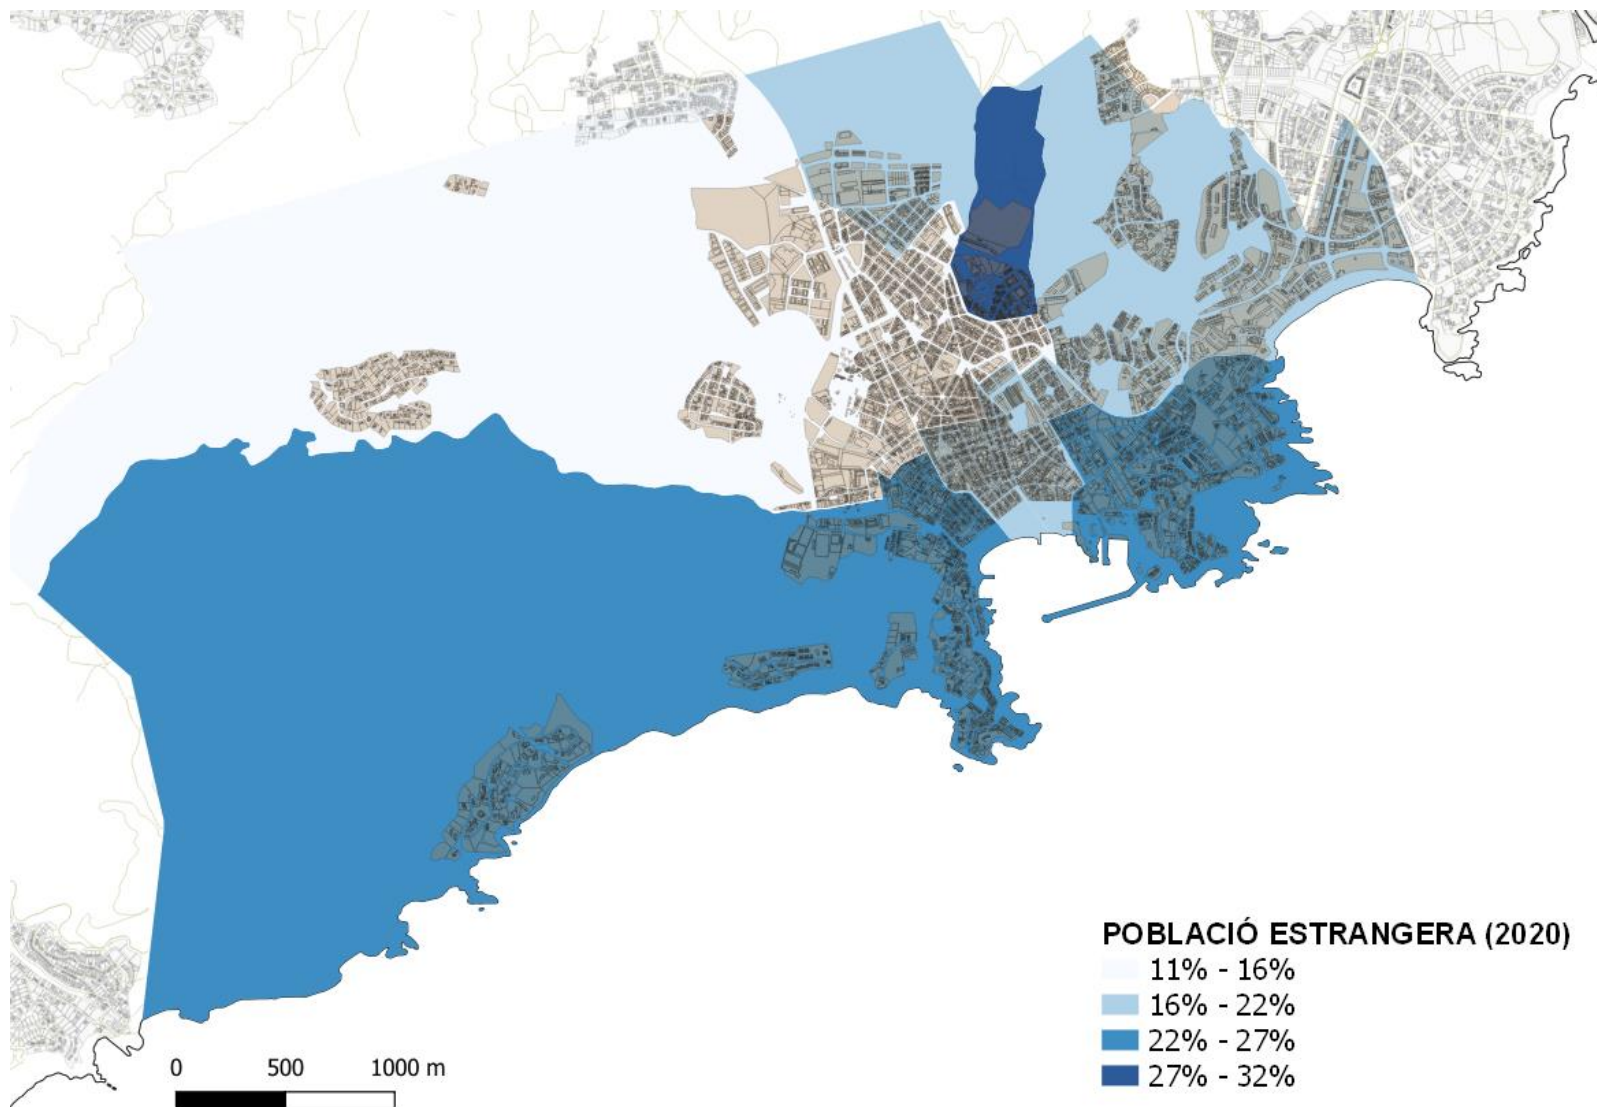 POBLACIÓ ESTRANGERA (2020)
11% - 16%
16% - 22%
22% - 27%
27% - 32%
0 500 1000 m